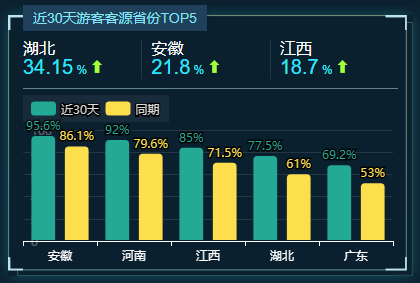 近30天游客客源省份TOP5
湖北 安徽 江西
34.15 % 21.8 % 18.7 %
近30天 同期
100
95.6% 86.1% 92% 79.6% 85% 71.5% 77.5% 61% 69.2% 53%
0
安徽 河南 江西 湖北 广东